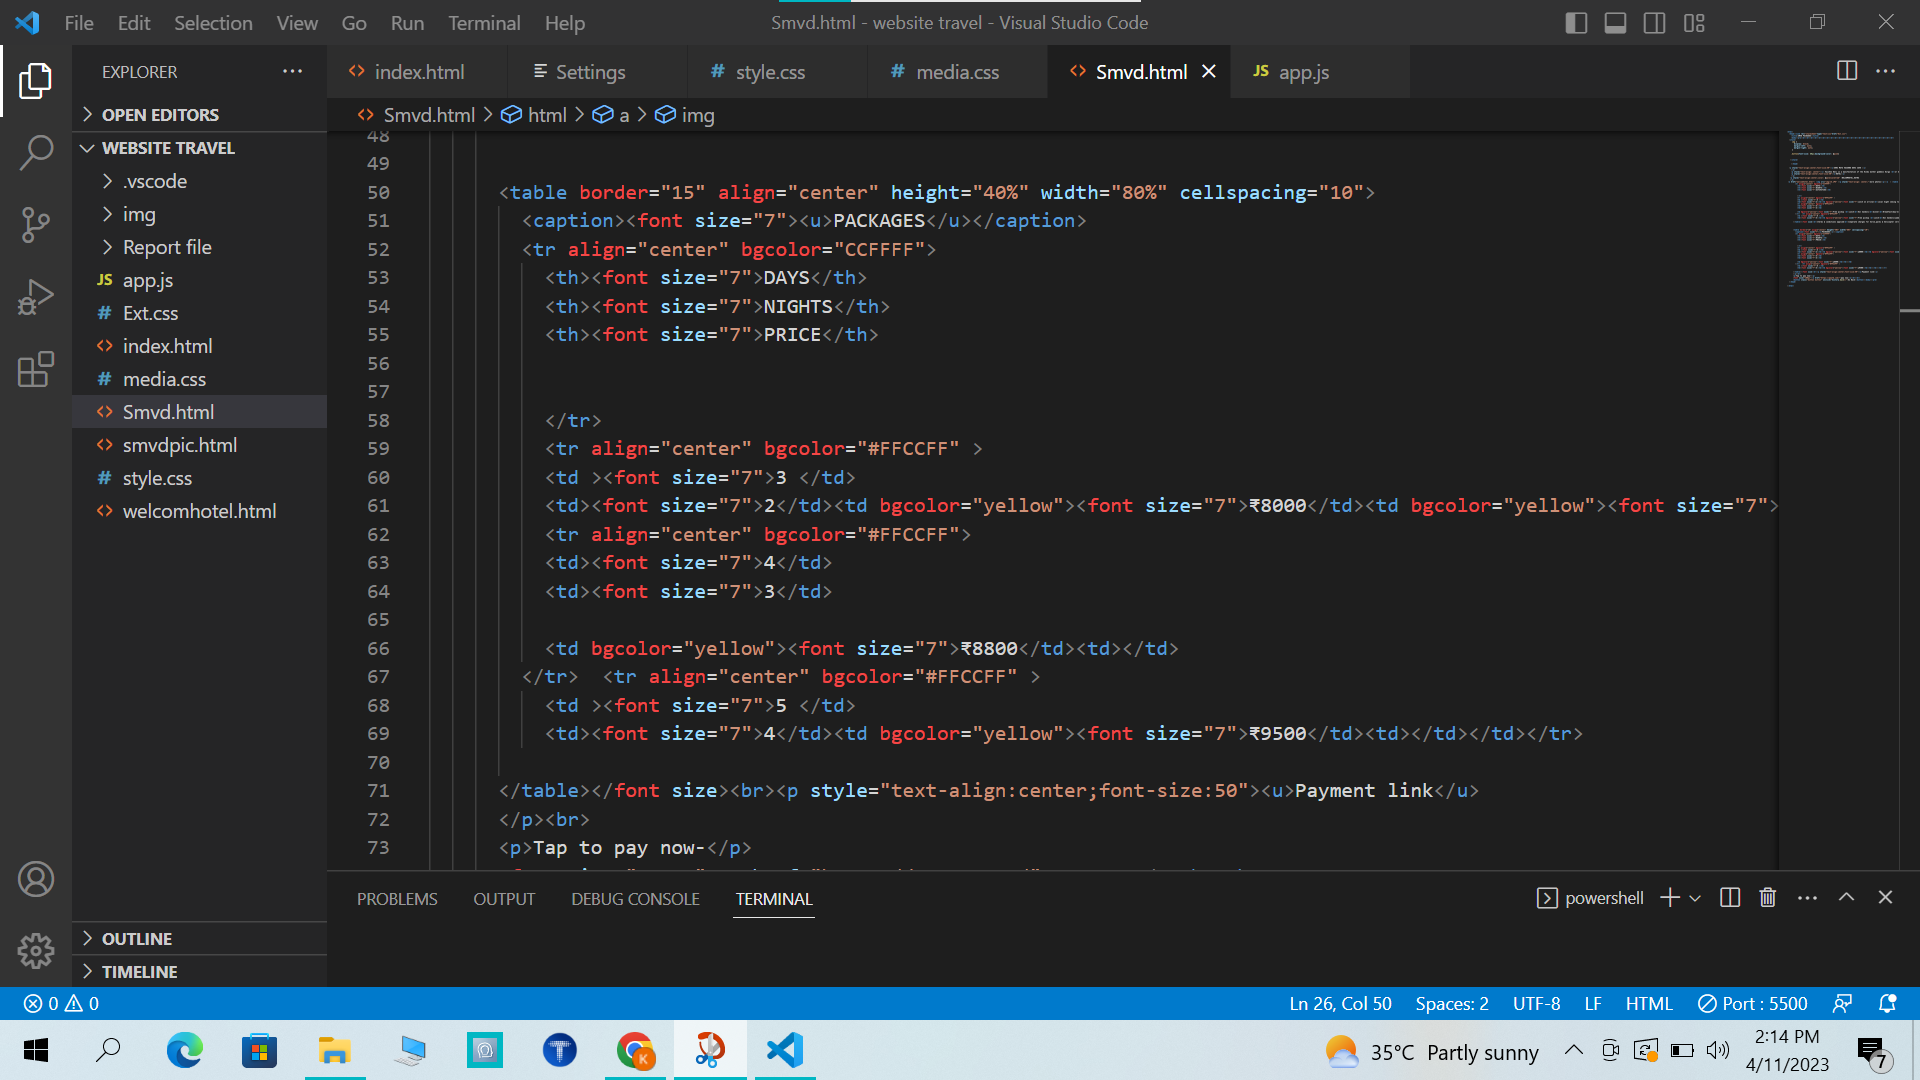 File Edit Selection View Go Run Terminal Help
Smvd.html - website travel - Visual Studio Code
EXPLORER
index.html Settings style.css media.css Smvd.html app.js
OPEN EDITORS
Smvd.html > html > a > img
WEBSITE TRAVEL
.vscode
img
Report file
app.js
Ext.css
index.html
media.css
Smvd.html
smvdpic.html
style.css
welcomhotel.html
OUTLINE
TIMELINE
48
49
50 <table border="15" align="center" height="40%" width="80%" cellspacing="10">
51 <caption><font size="7"><u>PACKAGES</u></caption>
52 <tr align="center" bgcolor="CCFFFF">
53 <th><font size="7">DAYS</th>
54 <th><font size="7">NIGHTS</th>
55 <th><font size="7">PRICE</th>
56
57
58 </tr>
59 <tr align="center" bgcolor="#FFCCFF" >
60 <td ><font size="7">3 </td>
61 <td><font size="7">2</td><td bgcolor="yellow"><font size="7">₹8000</td><td bgcolor="yellow"><font size="7">
62 <tr align="center" bgcolor="#FFCCFF">
63 <td><font size="7">4</td>
64 <td><font size="7">3</td>
65
66 <td bgcolor="yellow"><font size="7">₹8800</td><td></td>
67 </tr> <tr align="center" bgcolor="#FFCCFF" >
68 <td ><font size="7">5 </td>
69 <td><font size="7">4</td><td bgcolor="yellow"><font size="7">₹9500</td><td></td></td></tr>
70
71 </table></font size><br><p style="text-align:center;font-size:50"><u>Payment link</u>
72 </p><br>
73 <p>Tap to pay now-</p>
PROBLEMS OUTPUT DEBUG CONSOLE TERMINAL
powershell
0 0
Ln 26, Col 50 Spaces: 2 UTF-8 LF HTML Port : 5500
35°C Partly sunny
2:14 PM
4/11/2023
7